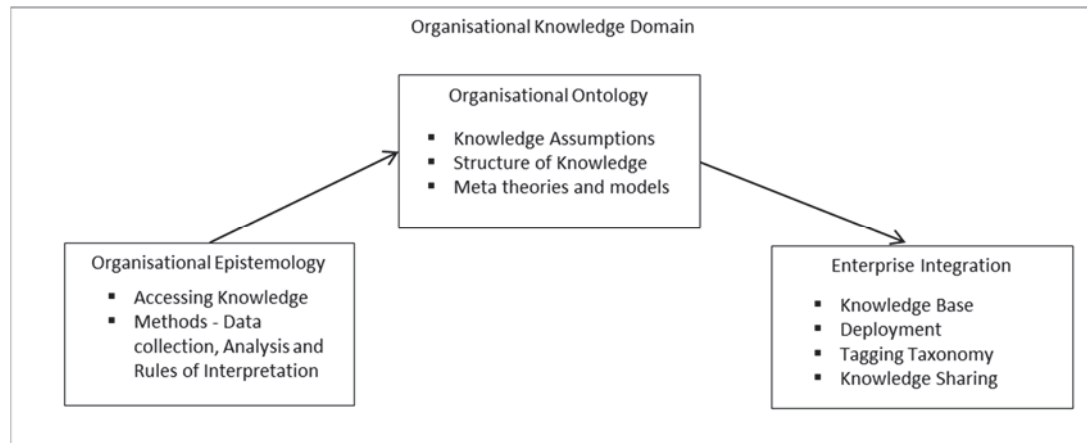 Organisational Knowledge Domain
Organisational Ontology
▪ Knowledge Assumptions
▪ Structure of Knowledge
▪ Meta theories and models
Organisational Epistemology
▪ Accessing Knowledge
▪ Methods - Data
collection, Analysis and
Rules of Interpretation
Enterprise Integration
▪ Knowledge Base
▪ Deployment
▪ Tagging Taxonomy
▪ Knowledge Sharing